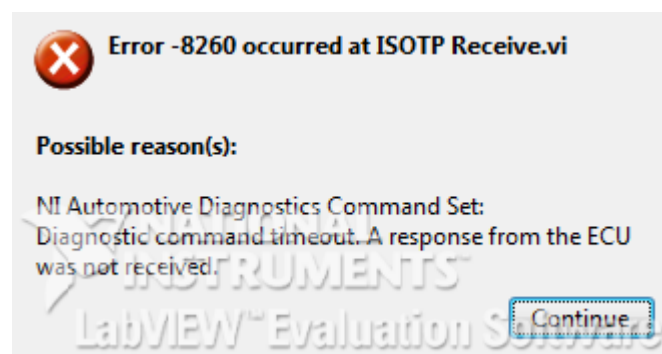 Error -8260 occurred at ISOTP Receive.vi
Possible reason(s):
NI Automotive Diagnostics Command Set:
Diagnostic command timeout. A response from the ECU
was not received.
NATIONAL
INSTRUMENTS
Continue
LabVIEW™ Evaluation Software